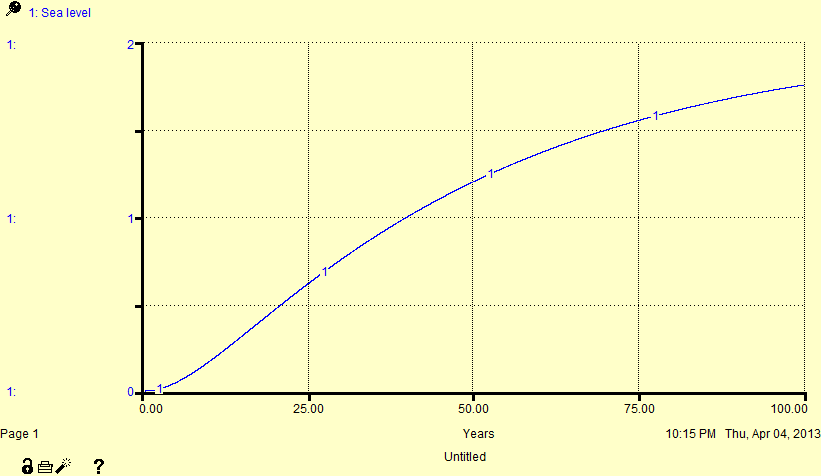 1: Sea level
1: 2
1
1
1: 1
1
1
1: 0
0.00 25.00 50.00 75.00 100.00
Page 1 Years 10:15 PM Thu, Apr 04, 2013
Untitled
?